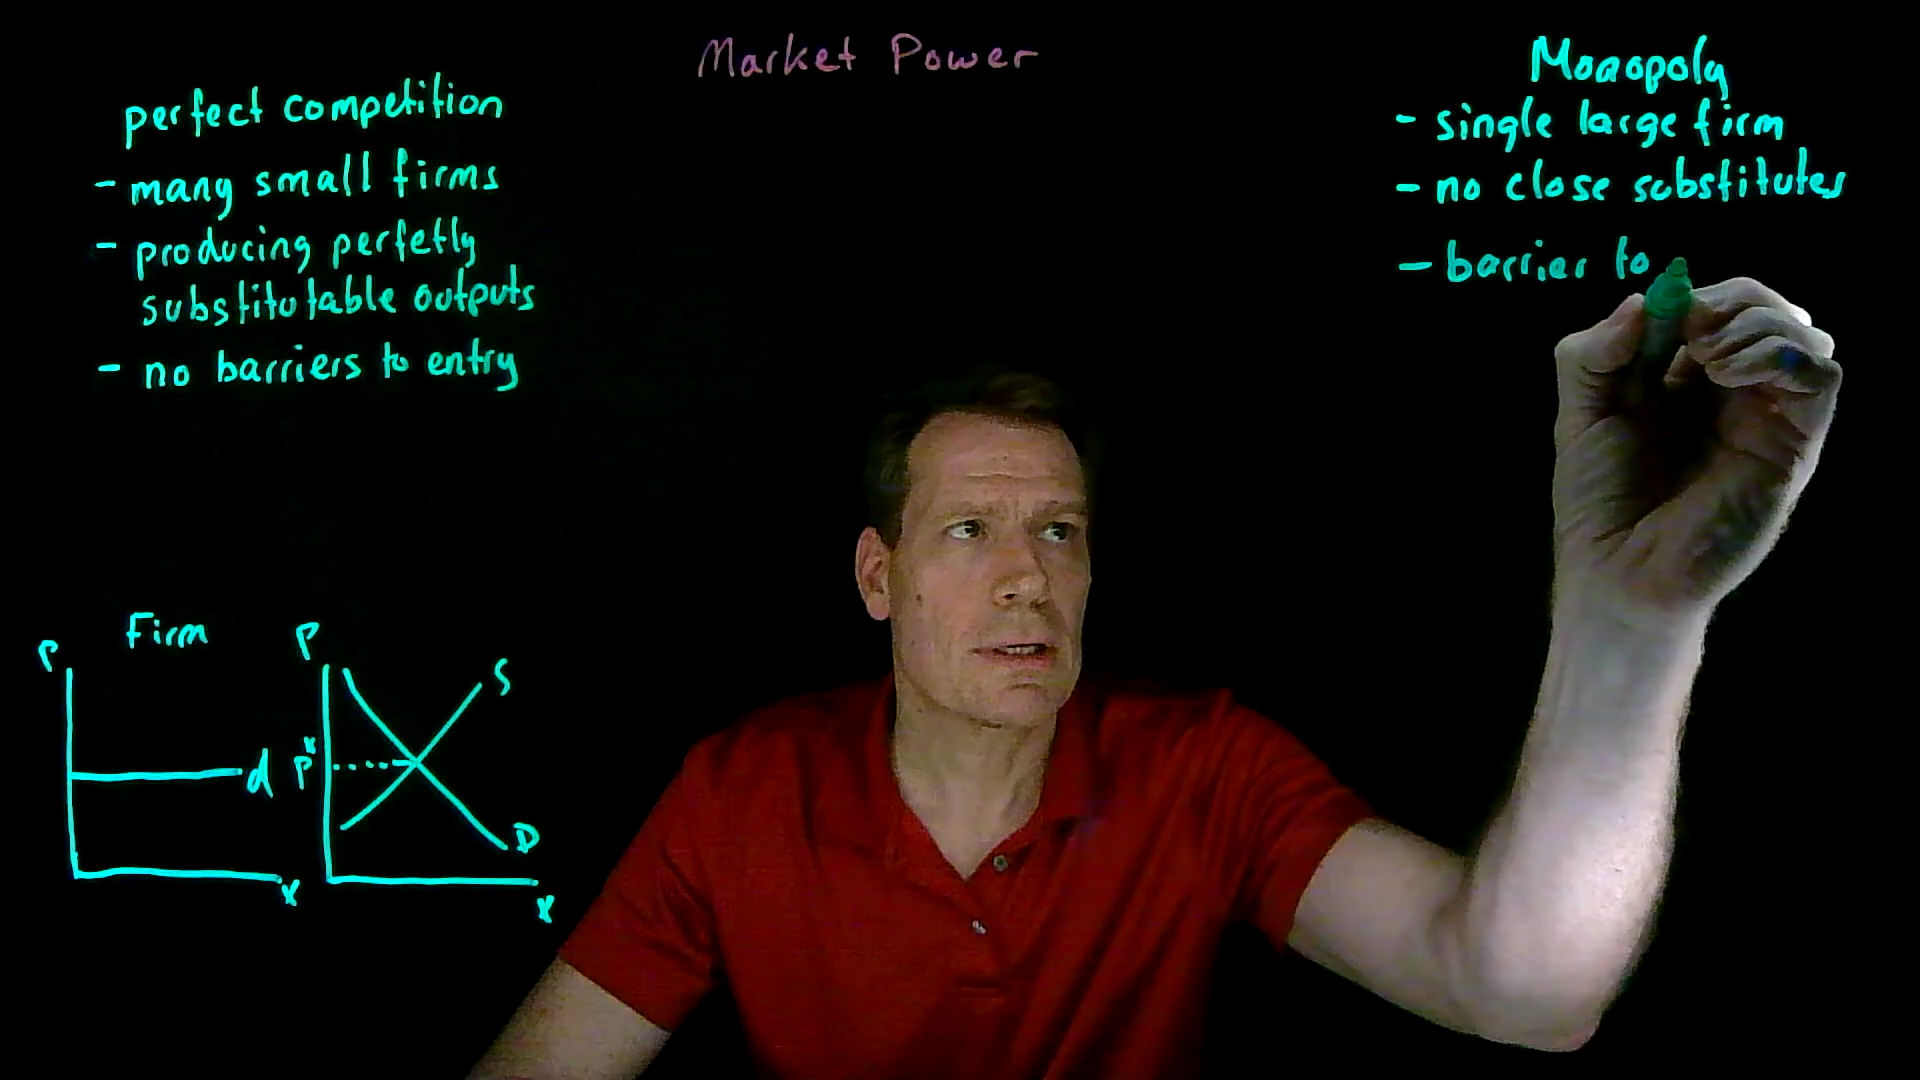 Market Power
perfect competition
- many small firms
- producing perfetly
substitutable outputs
- no barriers to entry
Monopoly
- single large firm
- no close substitutes
- barrier to
Firm
P
d
x
P
S
P*
D
x